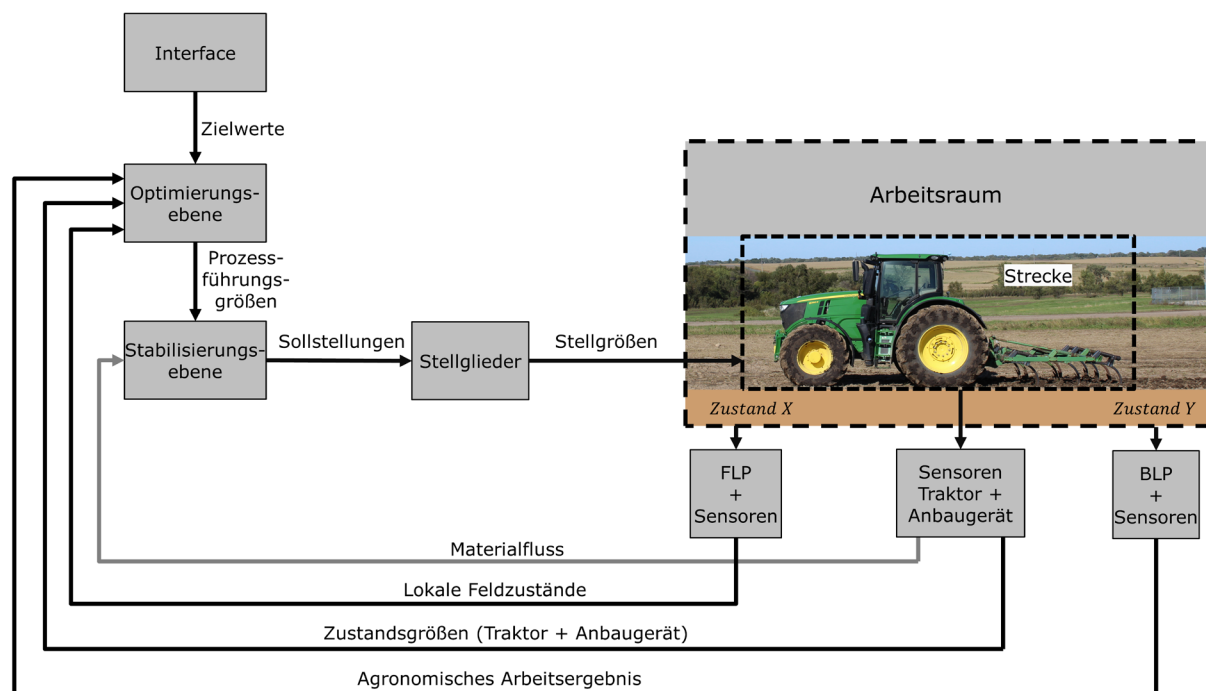 Interface
Zielwerte
Optimierungs-
ebene
Arbeitsraum
Prozess-
führungs-
größen
Strecke
Stabilisierungs-
ebene
Sollstellungen
Stellglieder
Stellgrößen
Zustand X
Zustand Y
FLP
+
Sensoren
Sensoren
Traktor +
Anbaugerät
BLP
+
Sensoren
Materialfluss
Lokale Feldzustände
Zustandsgrößen (Traktor + Anbaugerät)
Agronomisches Arbeitsergebnis